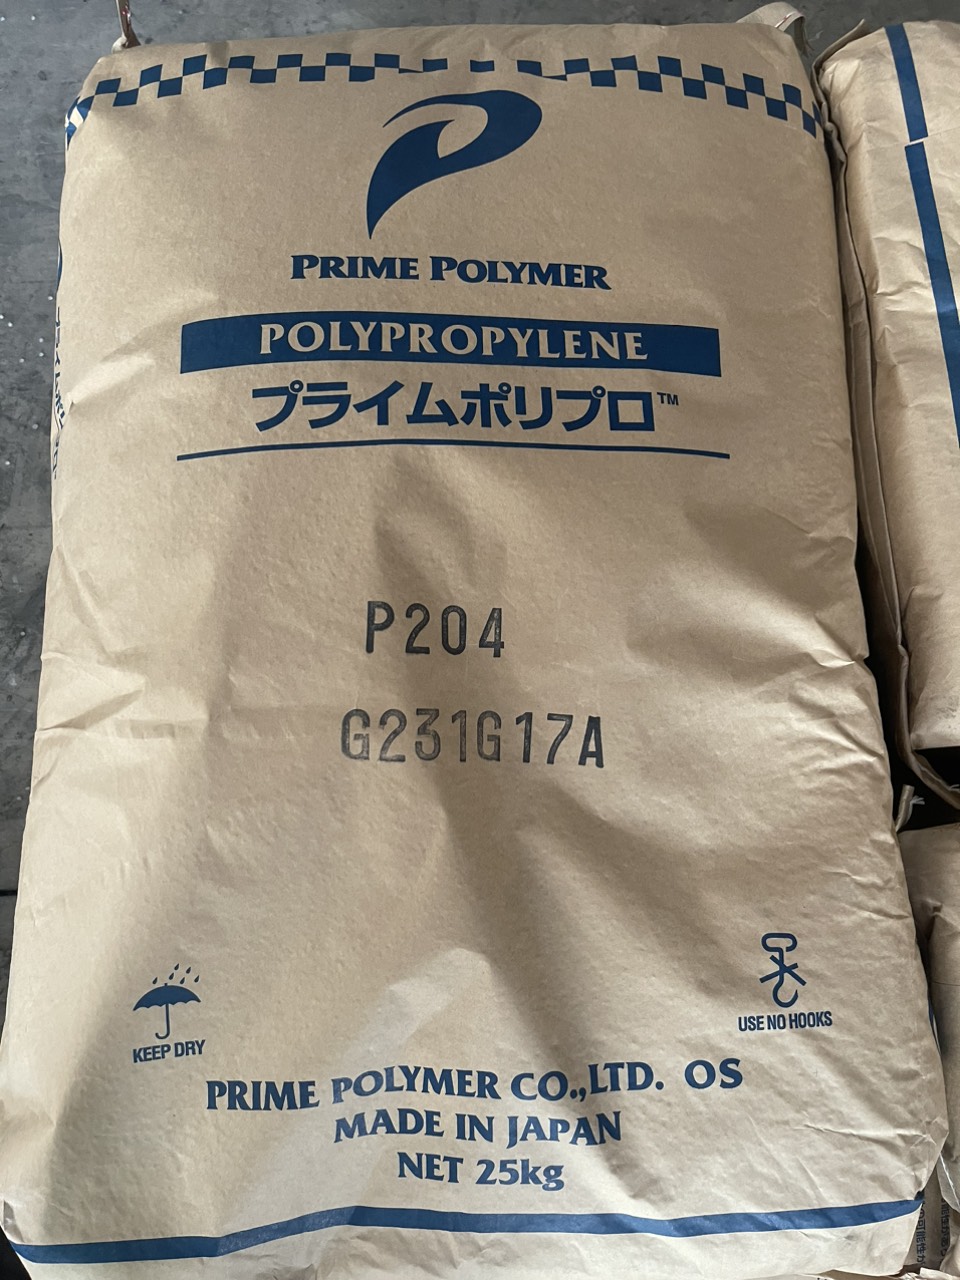 PRIME POLYMER
POLYPROPYLENE
プライムポリプロ™
P204
G231G17A
KEEP DRY
USE NO HOOKS
PRIME POLYMER CO.,LTD. OS
MADE IN JAPAN
NET 25kg